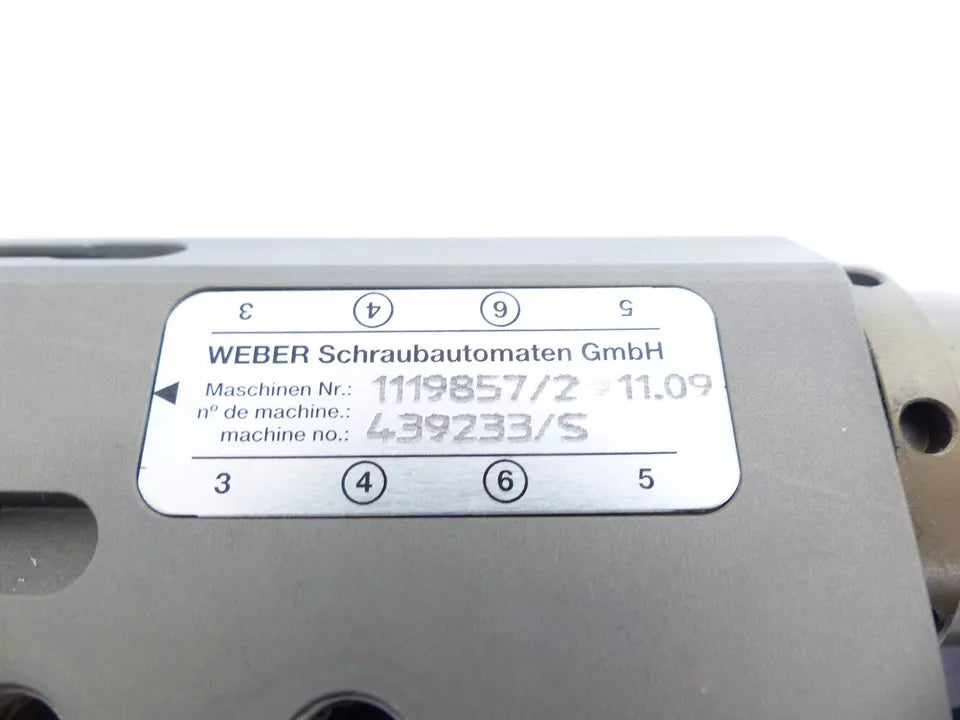 3 ④ ⑥ 5
WEBER Schraubautomaten GmbH
Maschinen Nr.: 1119857/2 11.09
nº de machine.: 439233/S
machine no.:
3 ④ ⑥ 5